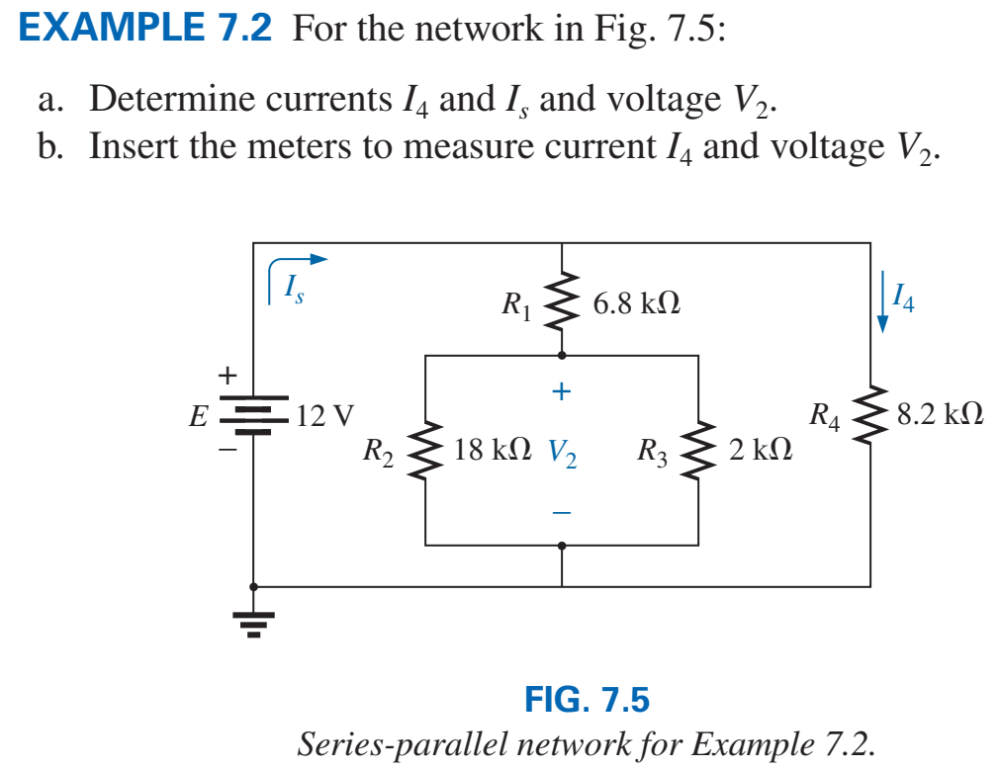 EXAMPLE 7.2 For the network in Fig. 7.5:
a. Determine currents I4 and Is and voltage V2.
b. Insert the meters to measure current I4 and voltage V2.
Is
R1 6.8 kΩ
I4
+
E 12 V
–
+
R2 18 kΩ V2 R3 2 kΩ
–
R4 8.2 kΩ
FIG. 7.5
Series-parallel network for Example 7.2.